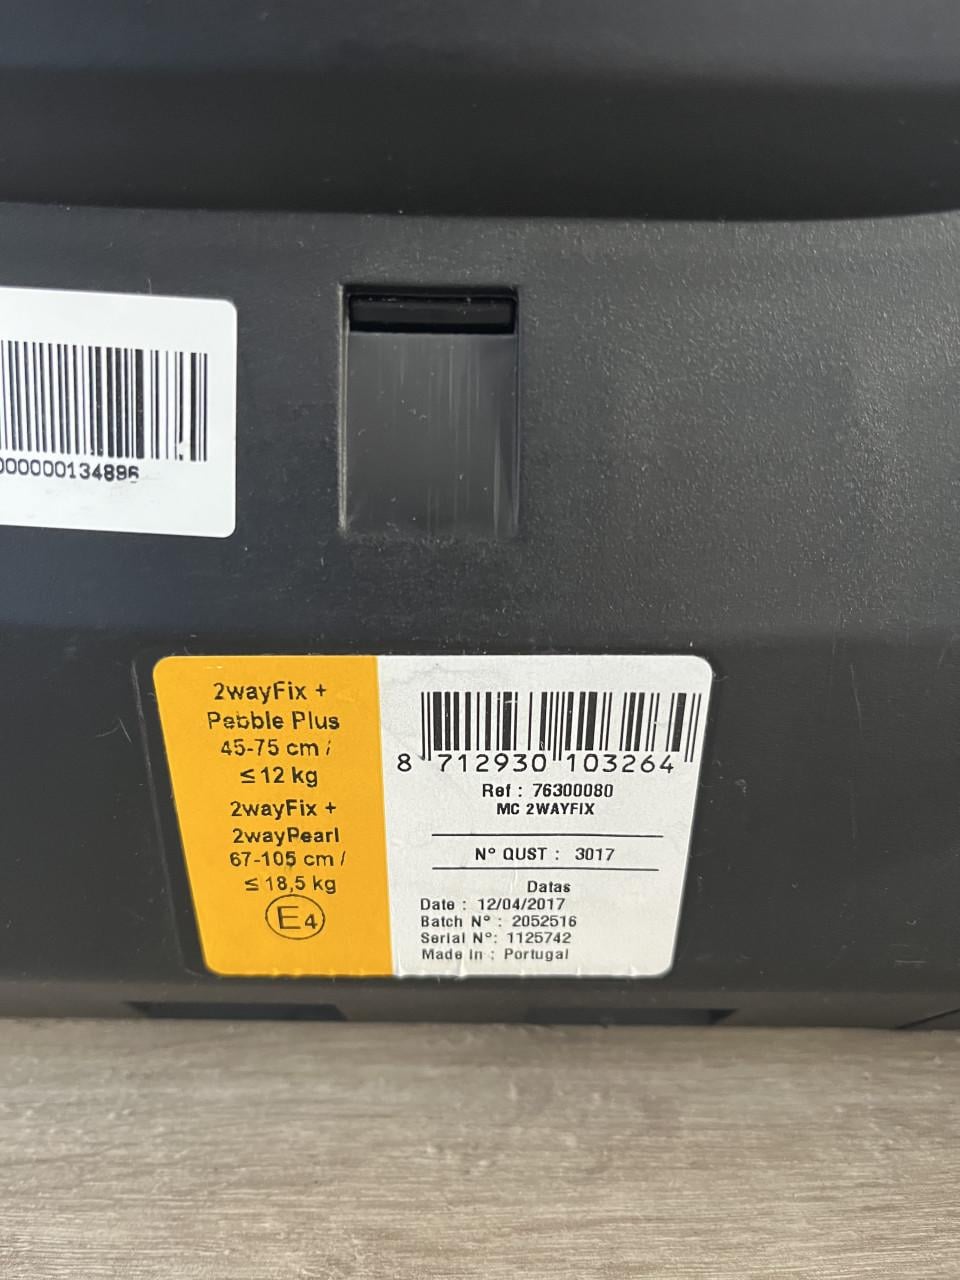 000000134896
2wayFix +
Pebble Plus
45-75 cm /
≤ 12 kg
2wayFix +
2wayPearl
67-105 cm /
≤ 18,5 kg
E4
8 712930 103264
Ref : 76300080
MC 2WAYFIX
N° QUST : 3017
Datas
Date : 12/04/2017
Batch N° : 2052516
Serial N°: 1125742
Made In : Portugal